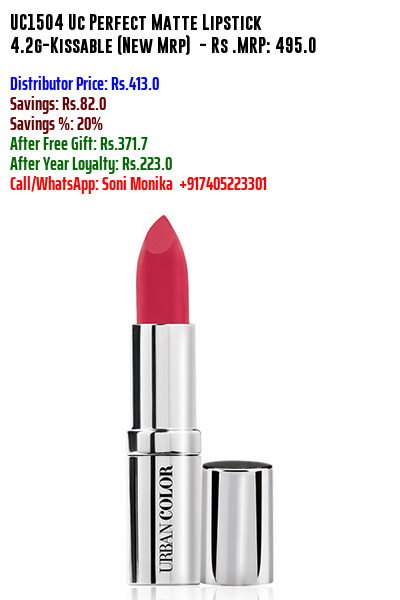 UC1504 Uc Perfect Matte Lipstick
4.2g-Kissable (New Mrp) - Rs .MRP: 495.0
Distributor Price: Rs.413.0
Savings: Rs.82.0
Savings %: 20%
After Free Gift: Rs.371.7
After Year Loyalty: Rs.223.0
Call/WhatsApp: Soni Monika +917405223301
URBAN COLOR